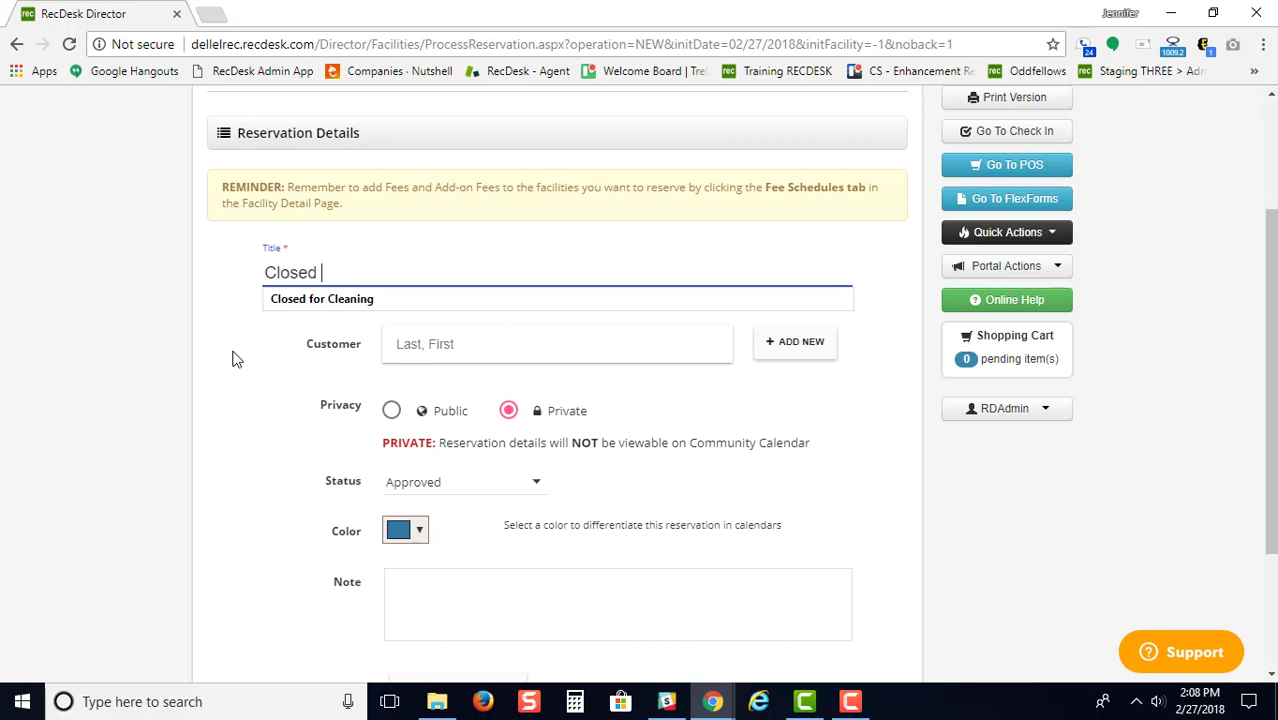 rec RecDesk Director
Jennifer
Not secure dellelrec.recdesk.com/Director/Facilities/ProcessReservation.aspx?operation=NEW&initDate=02/27/2018&initFacility=-1&noback=1
24 1009.2 1
Apps Google Hangouts RecDesk Admin App Companies · Nutshell RecDesk - Agent Welcome Board | Trel Training RECDESK CS - Enhancement Re Oddfellows Staging THREE > Adm »
Reservation Details
REMINDER: Remember to add Fees and Add-on Fees to the facilities you want to reserve by clicking the Fee Schedules tab in
the Facility Detail Page.
Title *
Closed
Closed for Cleaning
Customer Last, First + ADD NEW
Privacy Public Private
PRIVATE: Reservation details will NOT be viewable on Community Calendar
Status Approved
Color Select a color to differentiate this reservation in calendars
Note
Print Version
Go To Check In
Go To POS
Go To FlexForms
Quick Actions
Portal Actions
Online Help
Shopping Cart
0 pending item(s)
RDAdmin
Support
Type here to search
2:08 PM
2/27/2018